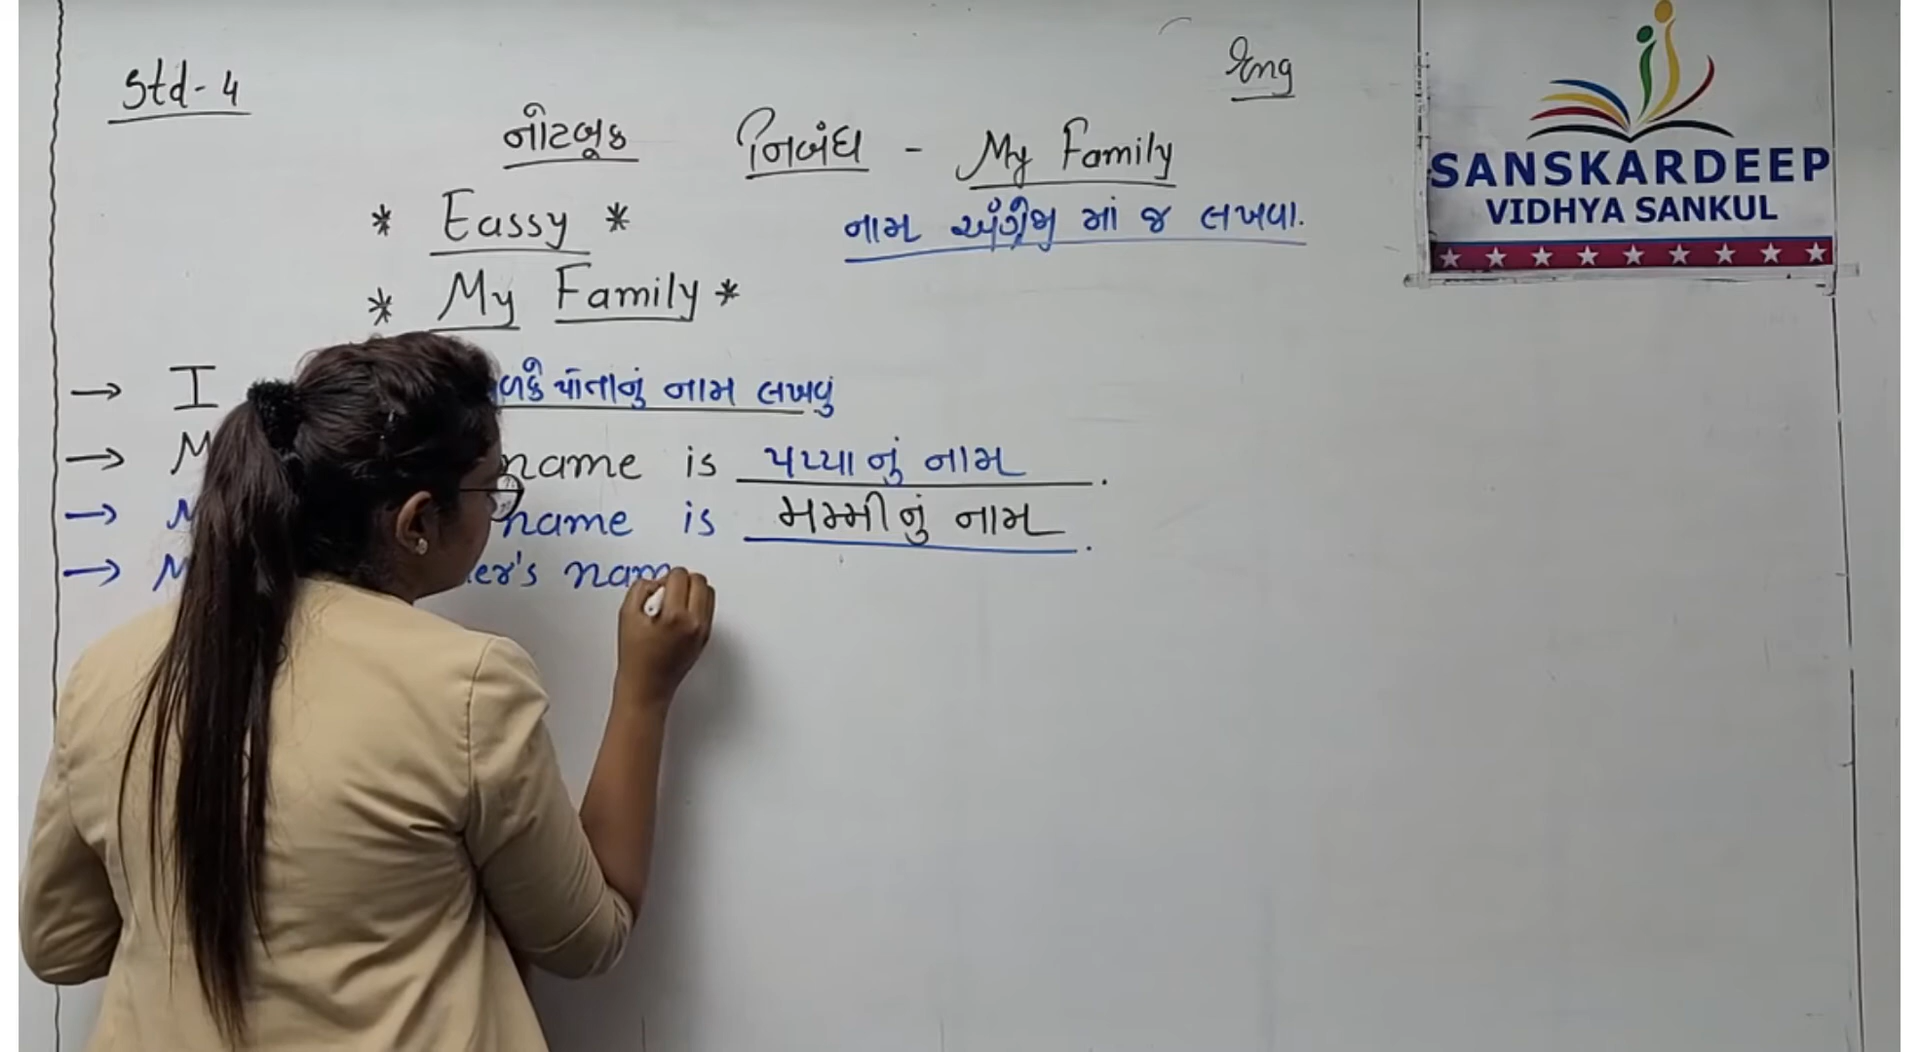 Std-4
Eng
નોટબૂક નિબંધ - My Family
* Eassy *
નામ અંગ્રેજી માં જ લખવા.
* My Family *
→ I પોતાનું નામ લખવું
→ name is પપ્પાનું નામ.
→ name is મમ્મીનું નામ.
→
SANSKARDEEP
VIDHYA SANKUL